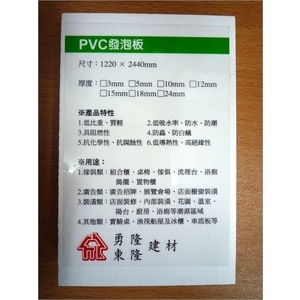 PVC發泡板
尺寸：1220 × 2440mm
厚度：□3mm □5mm □10mm □12mm
□15mm□18mm□24mm
※產品特性
1.低比重、質輕 2.低吸水率、防水、防潮
3.具阻燃性 4.防蟲、防白蟻
5.抗化學性、抗腐蝕性 6.低導熱性、高絕緣性
※用途：
1.傢俱類：組合櫃、桌椅、傢俱、流理台、浴廁
隔擺、置物櫃
2.廣告類：廣告招牌、展覽會場、店面櫥窗裝潢
3.裝潢類：店面裝修、內部裝潢、花園、溫室、
陽台、廚房、浴廁等潮濕區域
4.其他類：實驗桌、漁筏船屋及冰櫃、車底板等
勇隆
東隆
建材